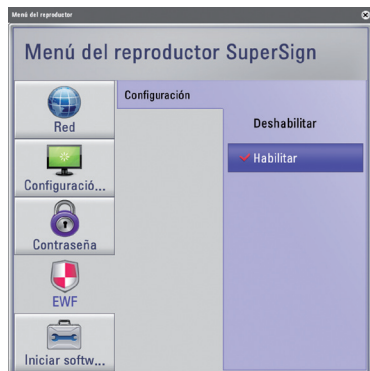 Menú del reproductor
Menú del reproductor SuperSign
Red
Configuració...
Contraseña
EWF
Iniciar softw...
Configuración
Deshabilitar
Habilitar